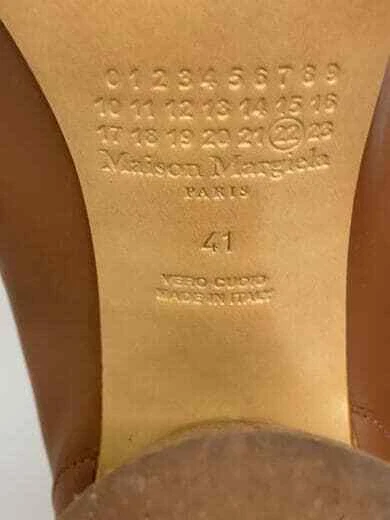 0 1 2 3 4 5 6 7 8 9
10 11 12 13 14 15 16
17 18 19 20 21 22 23
Maison Margiela
PARIS
41
VERO CUOIO
MADE IN ITALY